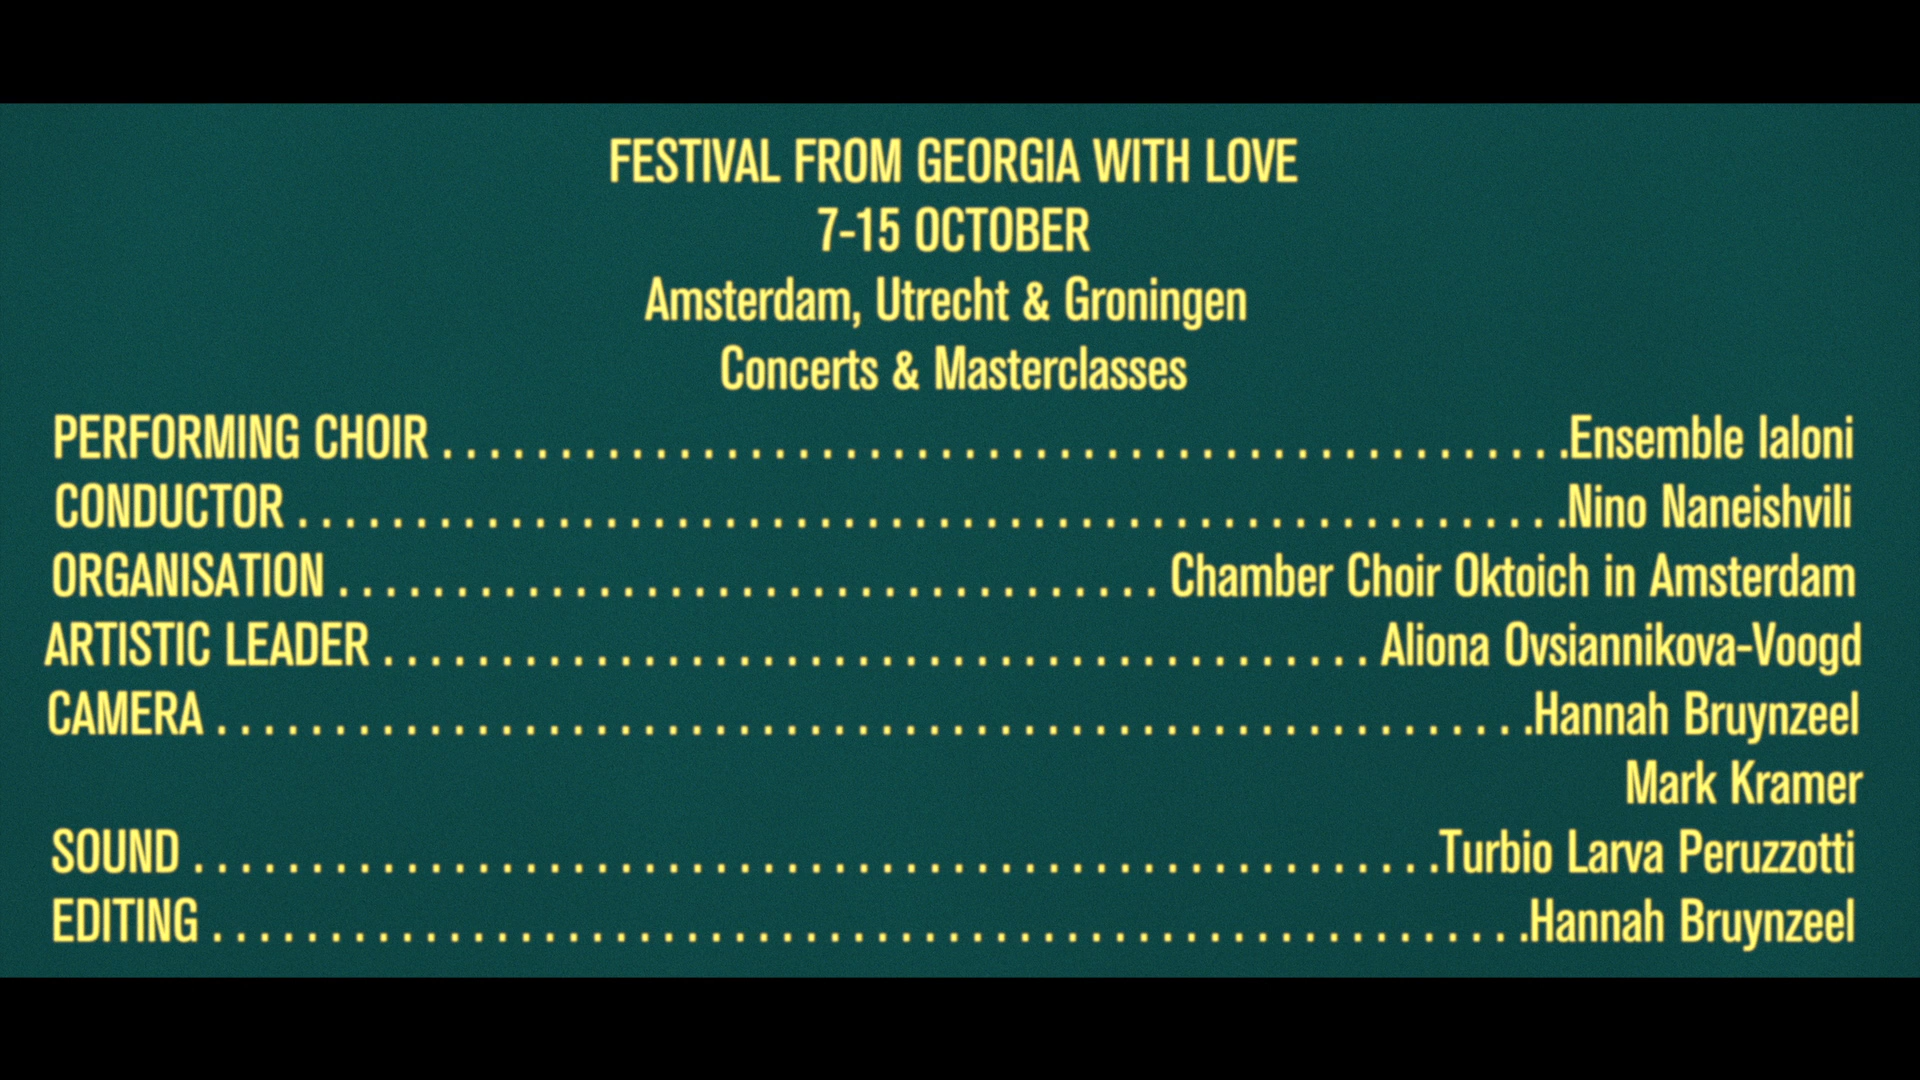 FESTIVAL FROM GEORGIA WITH LOVE
7-15 OCTOBER
Amsterdam, Utrecht & Groningen
Concerts & Masterclasses
PERFORMING CHOIR . . . . . . . . . . . . . . . . . . . . . . . . . . . . . . . . . . . . . . . . . . . . . . . .Ensemble Ialoni
CONDUCTOR . . . . . . . . . . . . . . . . . . . . . . . . . . . . . . . . . . . . . . . . . . . . . . . . . . . . . .Nino Naneishvili
ORGANISATION . . . . . . . . . . . . . . . . . . . . . . . . . . . . . . . . . . . Chamber Choir Oktoich in Amsterdam
ARTISTIC LEADER . . . . . . . . . . . . . . . . . . . . . . . . . . . . . . . . . . . . . . . . . . Aliona Ovsiannikova-Voogd
CAMERA . . . . . . . . . . . . . . . . . . . . . . . . . . . . . . . . . . . . . . . . . . . . . . . . . . . . . . . .Hannah Bruynzeel
Mark Kramer
SOUND . . . . . . . . . . . . . . . . . . . . . . . . . . . . . . . . . . . . . . . . . . . . . . . . . . . . .Turbio Larva Peruzzotti
EDITING . . . . . . . . . . . . . . . . . . . . . . . . . . . . . . . . . . . . . . . . . . . . . . . . . . . . . . . .Hannah Bruynzeel